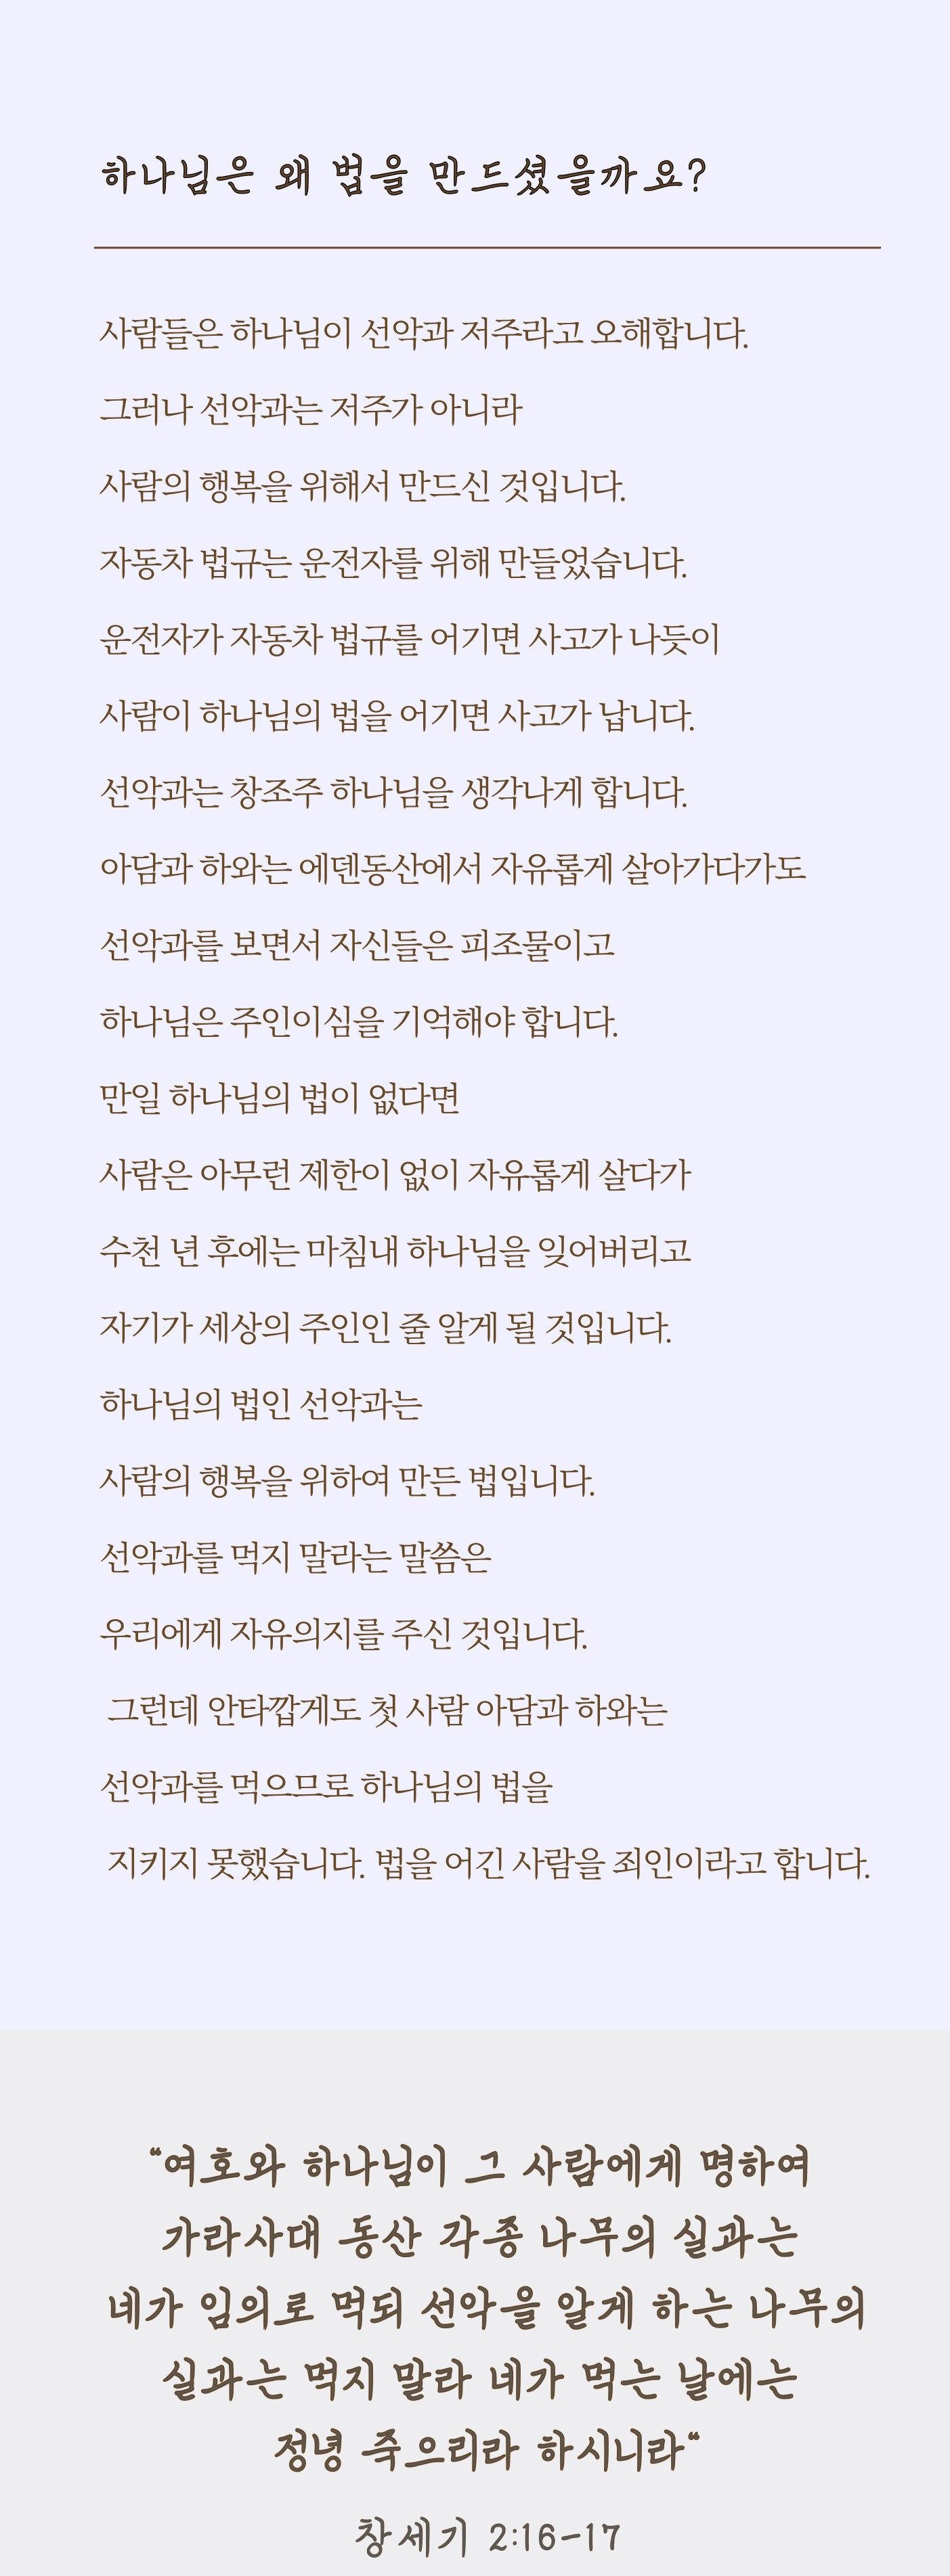 하나님은 왜 법을 만드셨을까요?
사람들은 하나님이 선악과 저주라고 오해합니다.
그러나 선악과는 저주가 아니라
사람의 행복을 위해서 만드신 것입니다.
자동차 법규는 운전자를 위해 만들었습니다.
운전자가 자동차 법규를 어기면 사고가 나듯이
사람이 하나님의 법을 어기면 사고가 납니다.
선악과는 창조주 하나님을 생각나게 합니다.
아담과 하와는 에덴동산에서 자유롭게 살아가다가도
선악과를 보면서 자신들은 피조물이고
하나님은 주인이심을 기억해야 합니다.
만일 하나님의 법이 없다면
사람은 아무런 제한이 없이 자유롭게 살다가
수천 년 후에는 마침내 하나님을 잊어버리고
자기가 세상의 주인인 줄 알게 될 것입니다.
하나님의 법인 선악과는
사람의 행복을 위하여 만든 법입니다.
선악과를 먹지 말라는 말씀은
우리에게 자유의지를 주신 것입니다.
그런데 안타깝게도 첫 사람 아담과 하와는
선악과를 먹으므로 하나님의 법을
지키지 못했습니다. 법을 어긴 사람을 죄인이라고 합니다.
“여호와 하나님이 그 사람에게 명하여
가라사대 동산 각종 나무의 실과는
네가 임의로 먹되 선악을 알게 하는 나무의
실과는 먹지 말라 네가 먹는 날에는
정녕 죽으리라 하시니라“
창세기 2:16-17